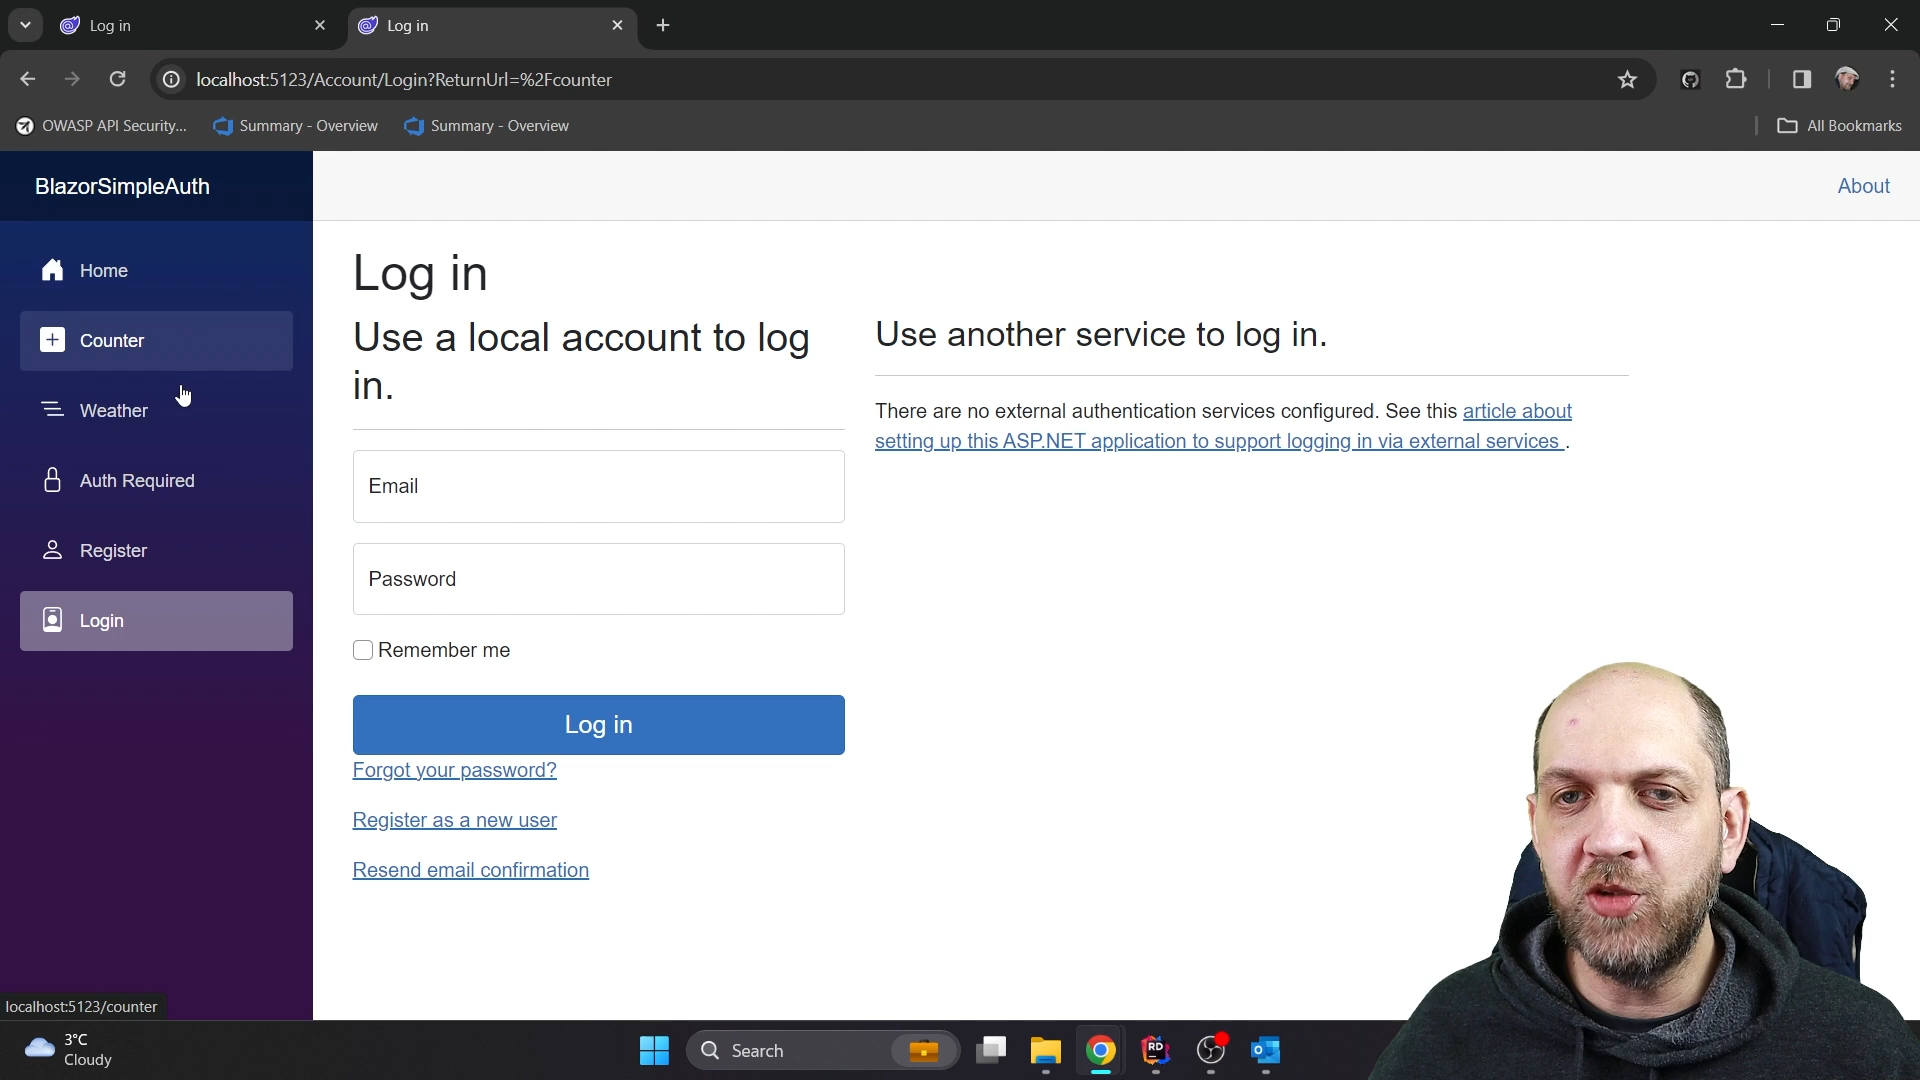 Log in
Log in
localhost:5123/Account/Login?ReturnUrl=%2Fcounter
OWASP API Security...
Summary - Overview
Summary - Overview
All Bookmarks
BlazorSimpleAuth
About
Home
Counter
Weather
Auth Required
Register
Login
Log in
Use a local account to log
in.
Email
Password
Remember me
Log in
Forgot your password?
Register as a new user
Resend email confirmation
Use another service to log in.
There are no external authentication services configured. See this article about
setting up this ASP.NET application to support logging in via external services .
localhost:5123/counter
3°C
Cloudy
Search
RD